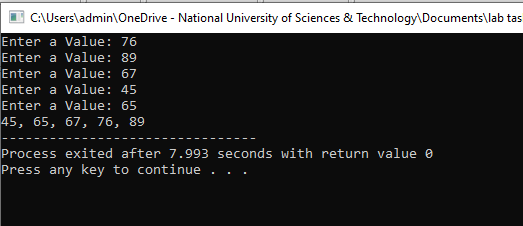 C:\Users\admin\OneDrive - National University of Sciences & Technology\Documents\lab tas
Enter a Value: 76
Enter a Value: 89
Enter a Value: 67
Enter a Value: 45
Enter a Value: 65
45, 65, 67, 76, 89
--------------------------------
Process exited after 7.993 seconds with return value 0
Press any key to continue . . .